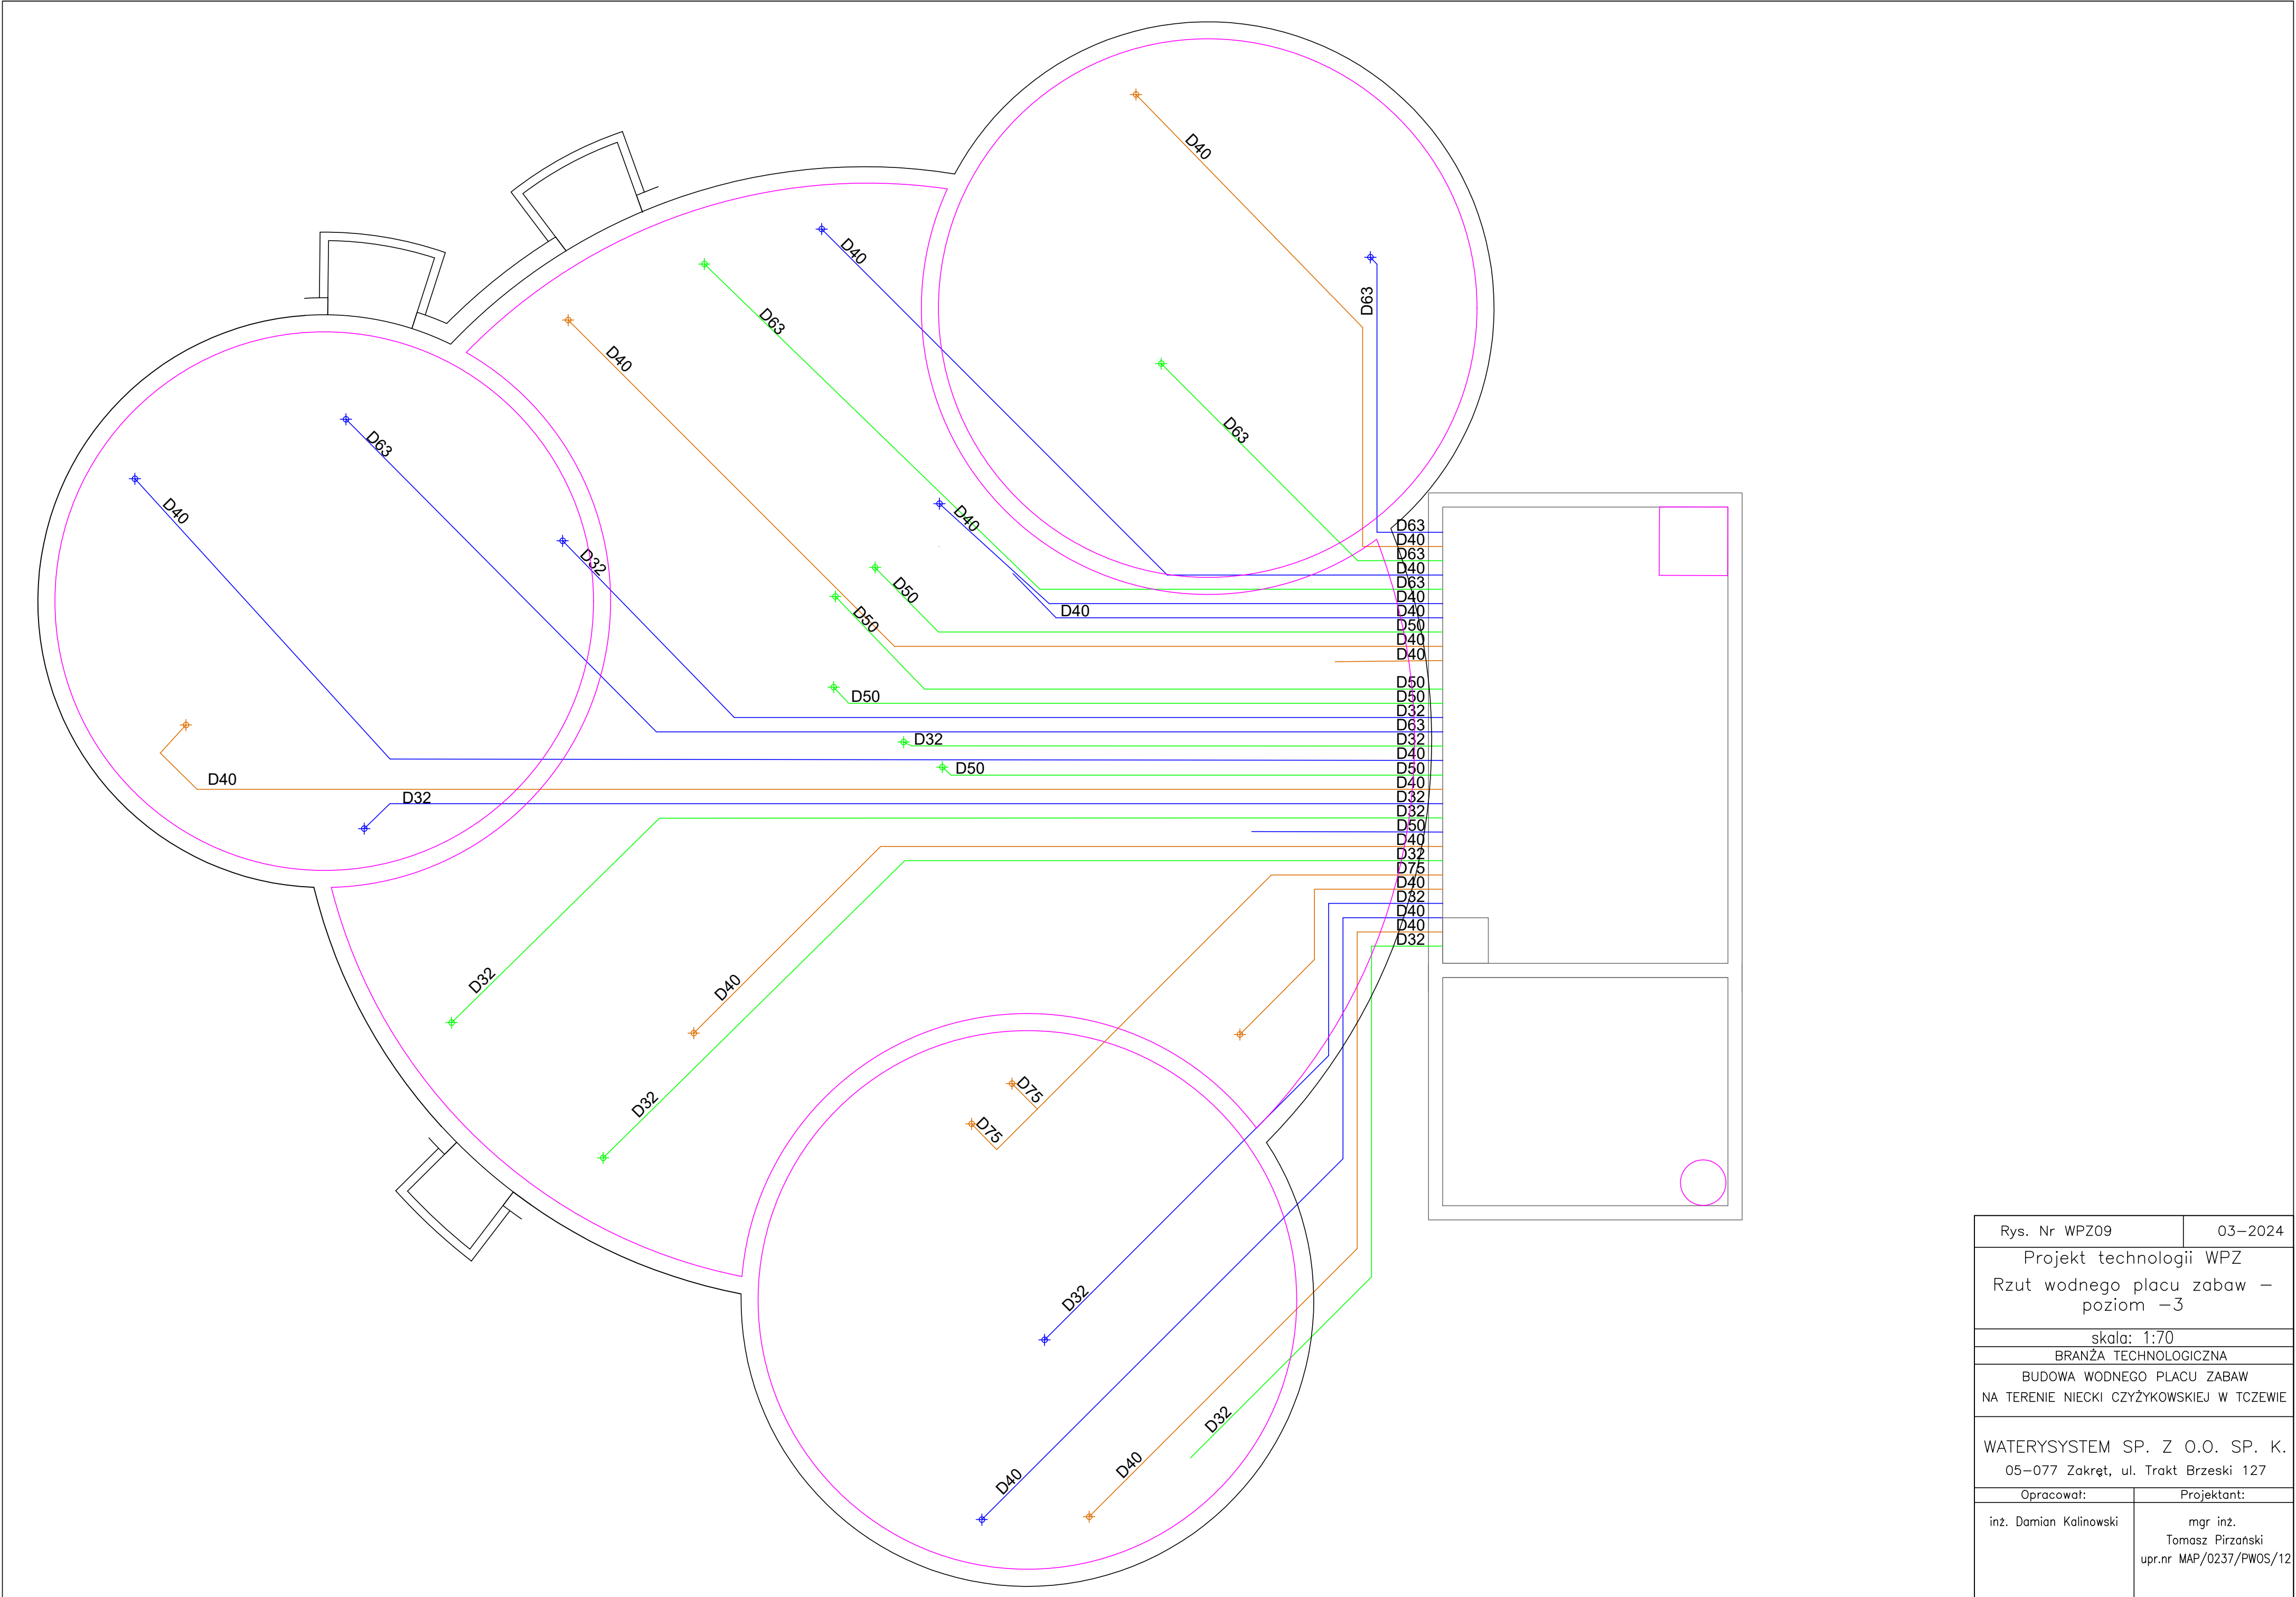 D40
D63
D40
D63
D40
D63
D40
D63
D40
D40
D32
D50
D50
D40
D50
D32
D50
D40
D32
D63
D40
D63
D40
D63
D40
D40
D50
D40
D40
D50
D50
D32
D63
D32
D40
D50
D40
D32
D32
D50
D40
D32
D75
D40
D32
D40
D40
D32
D32
D40
D32
D75
D75
D32
D32
D40
D40
Rys. Nr WPZ09
03-2024
Projekt technologii WPZ
Rzut wodnego placu zabaw -
poziom -3
skala: 1:70
BRANŻA TECHNOLOGICZNA
BUDOWA WODNEGO PLACU ZABAW
NA TERENIE NIECKI CZYŻYKOWSKIEJ W TCZEWIE
WATERYSYSTEM SP. Z O.O. SP. K.
05-077 Zakręt, ul. Trakt Brzeski 127
Opracował:
Projektant:
inż. Damian Kalinowski
mgr inż.
Tomasz Pirzański
upr.nr MAP/0237/PWOS/12